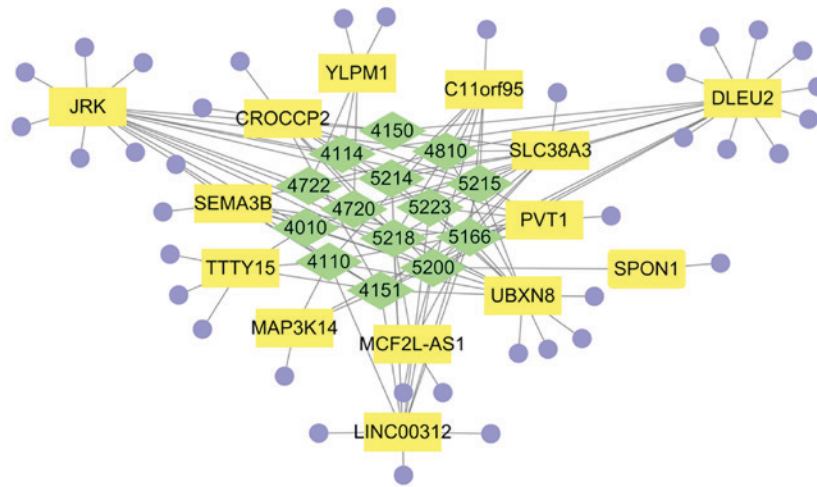 YLPM1
JRK
C11orf95
DLEU2
CROCCP2
4150
4114
4810
SLC38A3
4722
5214
5215
SEMA3B
4720
5223
PVT1
4010
5218
5166
TTTY15
4110
5200
SPON1
4151
UBXN8
MAP3K14
MCF2L-AS1
LINC00312